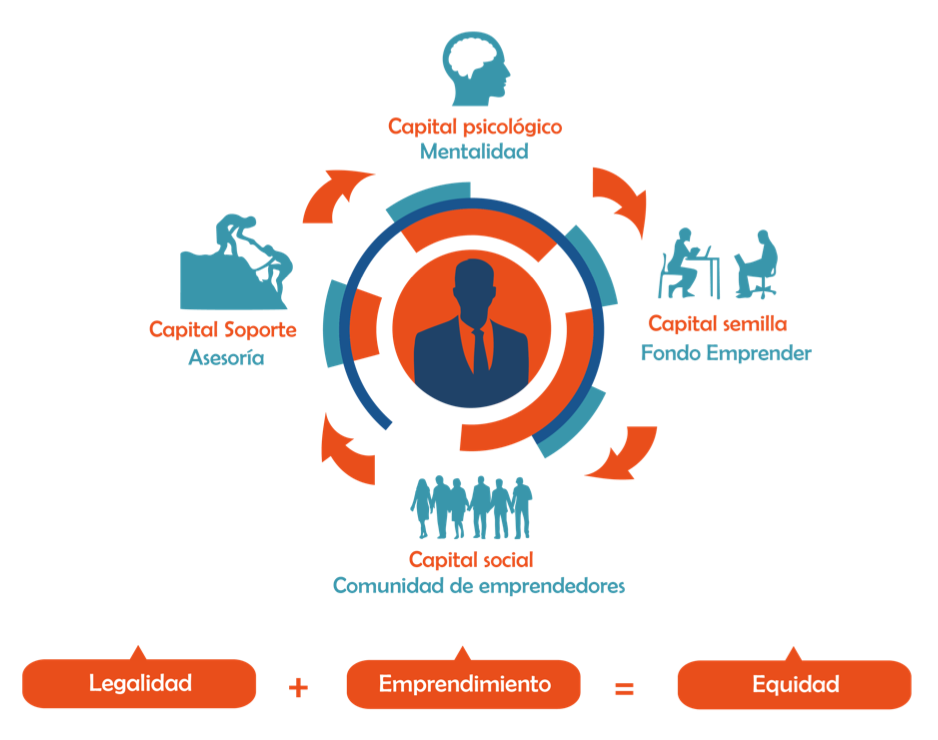 Capital psicológico
Mentalidad
Capital Soporte
Asesoría
Capital semilla
Fondo Emprender
Capital social
Comunidad de emprendedores
Legalidad + Emprendimiento = Equidad